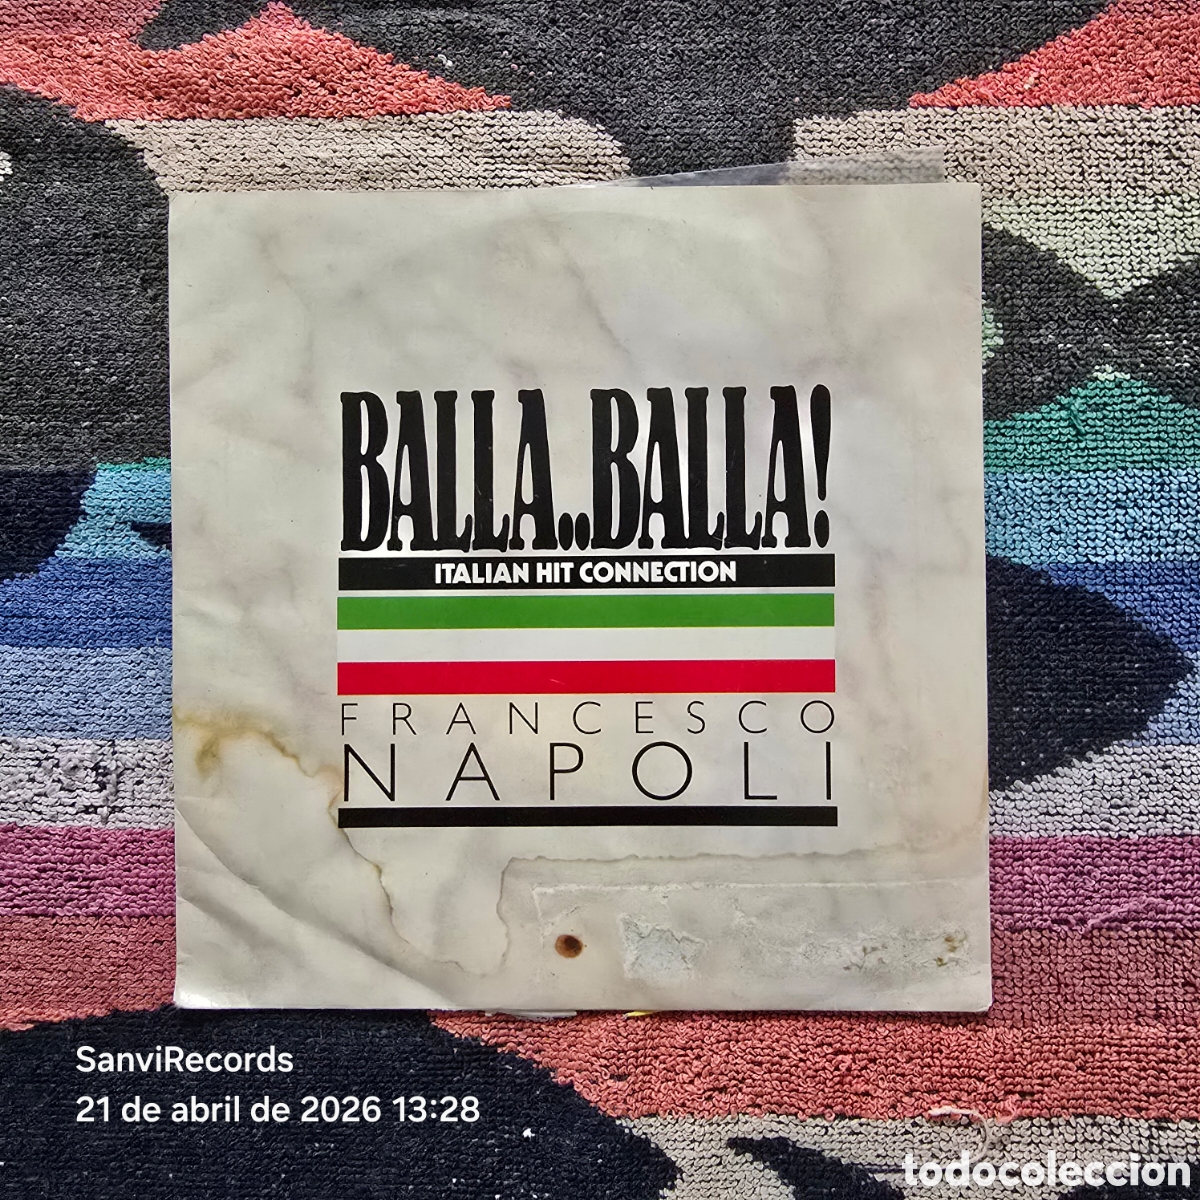 BALLA..BALLA!
ITALIAN HIT CONNECTION
FRANCESCO
NAPOLI
SanviRecords
21 de abril de 2026 13:28
todocoleccion